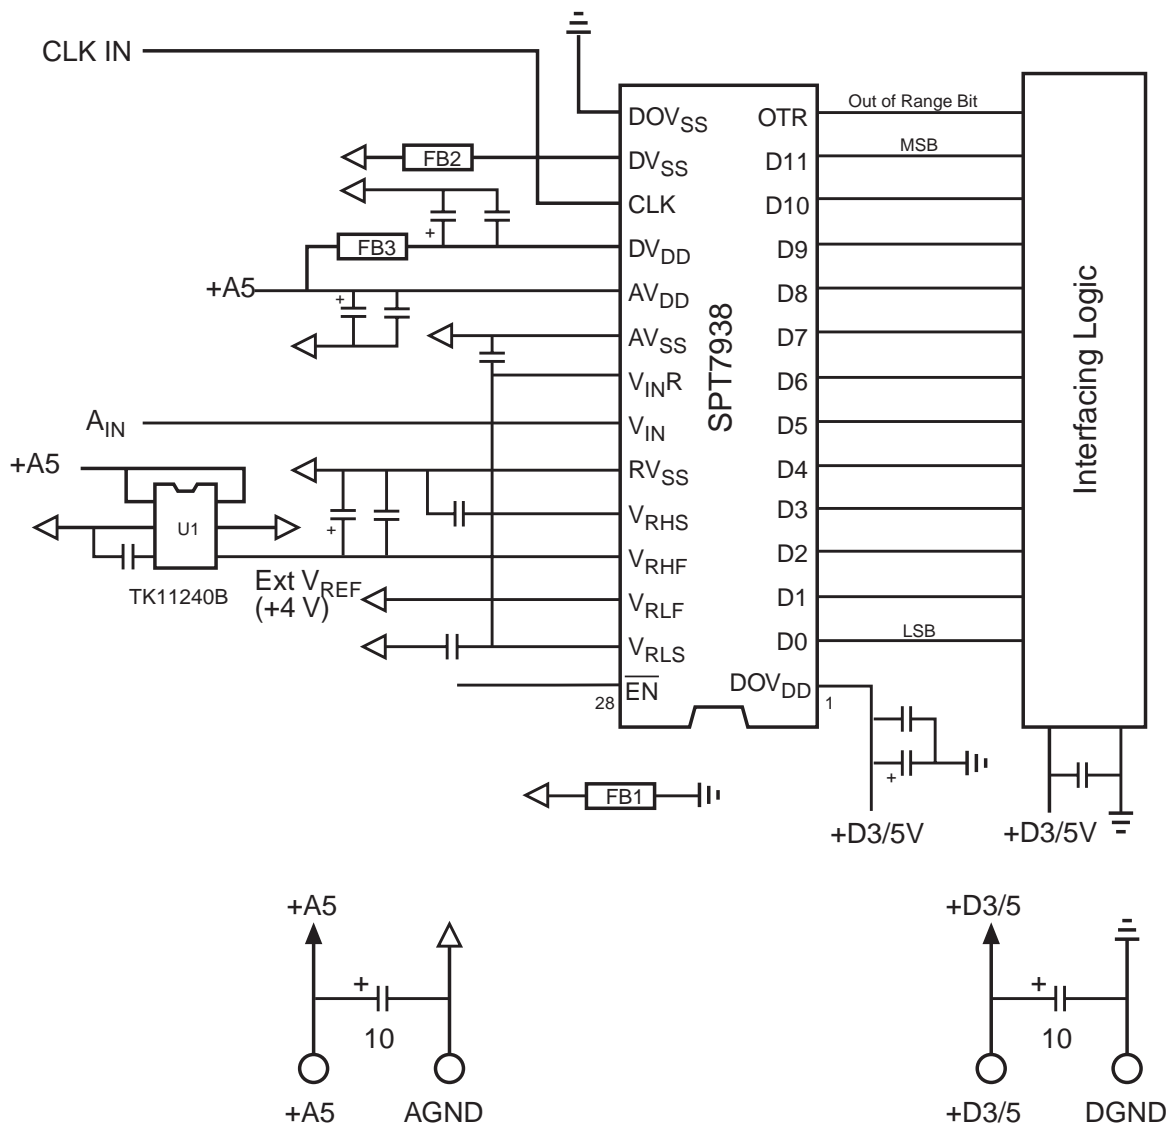 CLK IN
DOVSS
OTR
Out of Range Bit
FB2
DVSS
D11
MSB
CLK
D10
+
FB3
DVDD
D9
+A5
AVDD
D8
+
AVSS
D7
VINR
D6
SPT7938
Interfacing Logic
AIN
VIN
D5
+A5
RVSS
D4
U1
+
VRHS
D3
VRHF
D2
TK11240B
Ext VREF
(+4 V)
VRLF
D1
VRLS
D0
LSB
EN
DOVDD
28
1
+
FB1
+D3/5V
+D3/5V
+A5
+D3/5
+
10
+
10
+A5
AGND
+D3/5
DGND